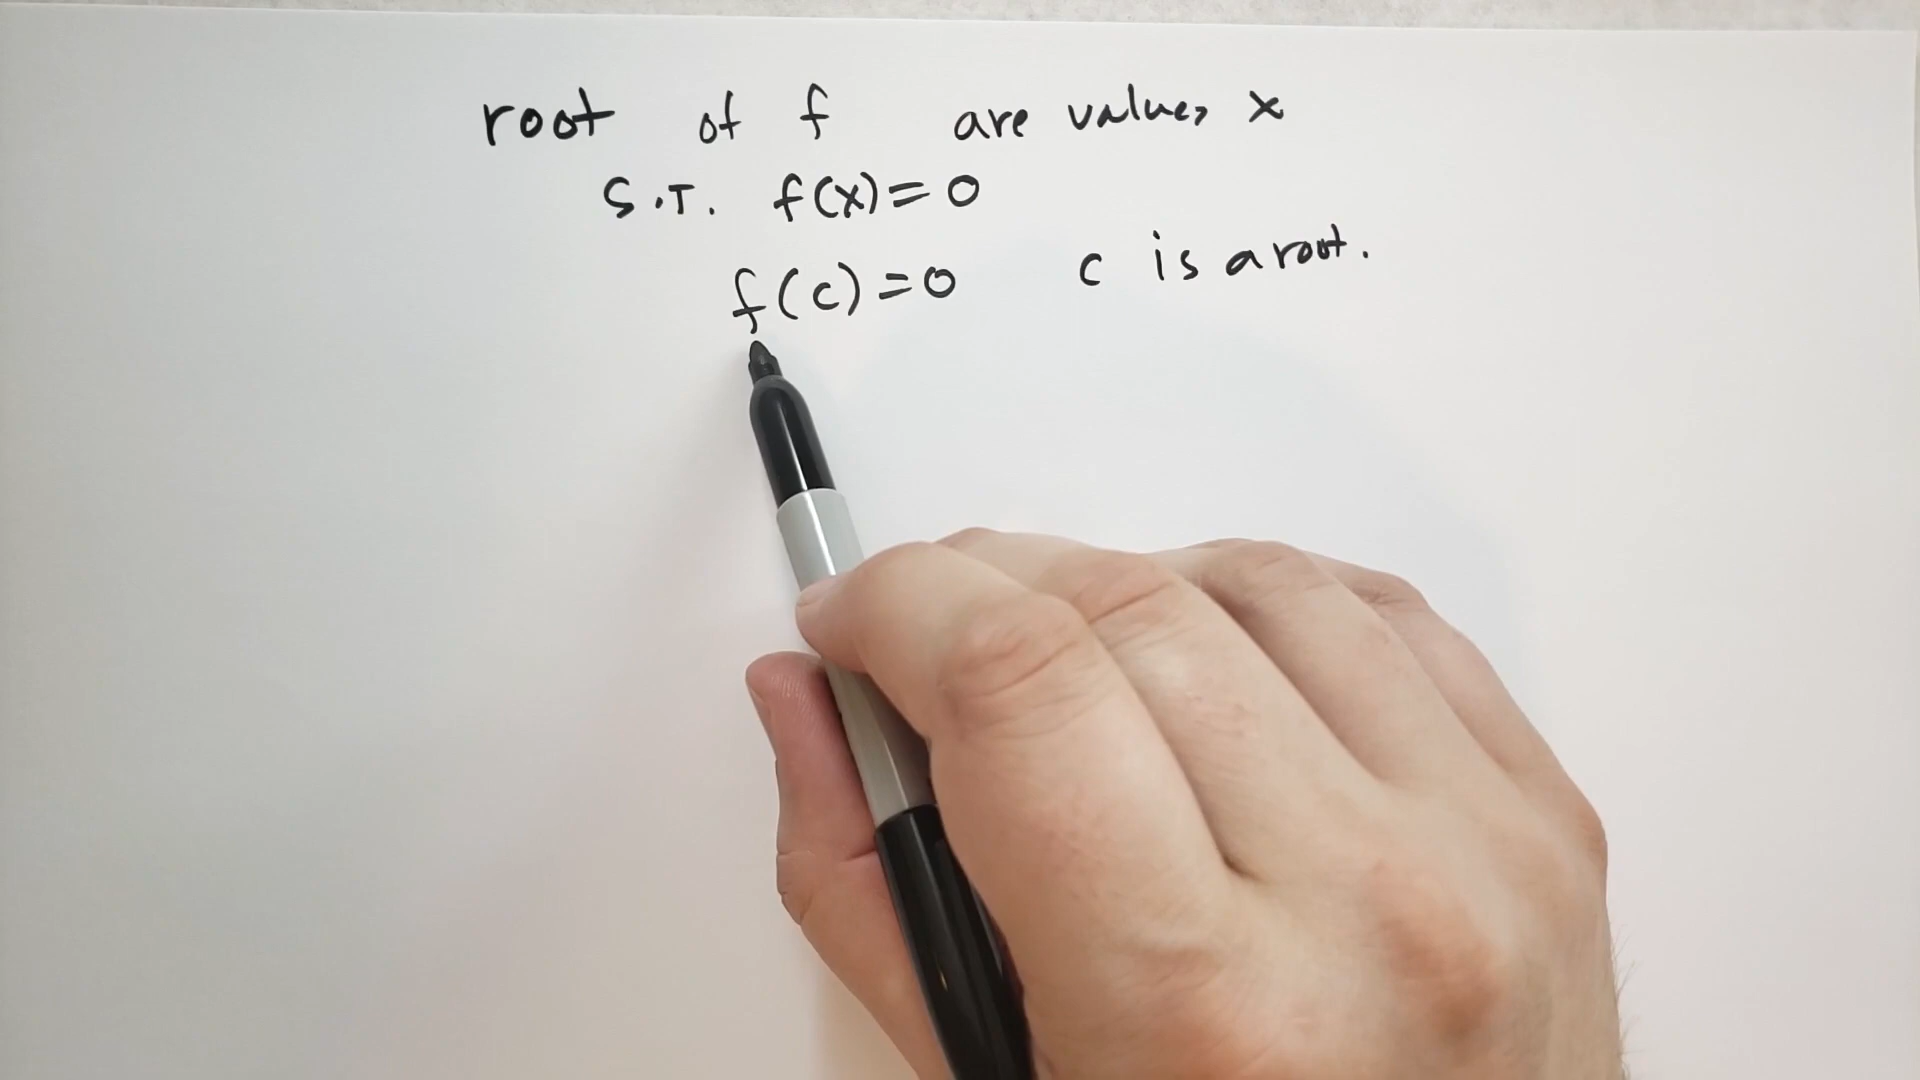 root of f are values x
S.T. f(x)=0
f(c)=0 c is a root.